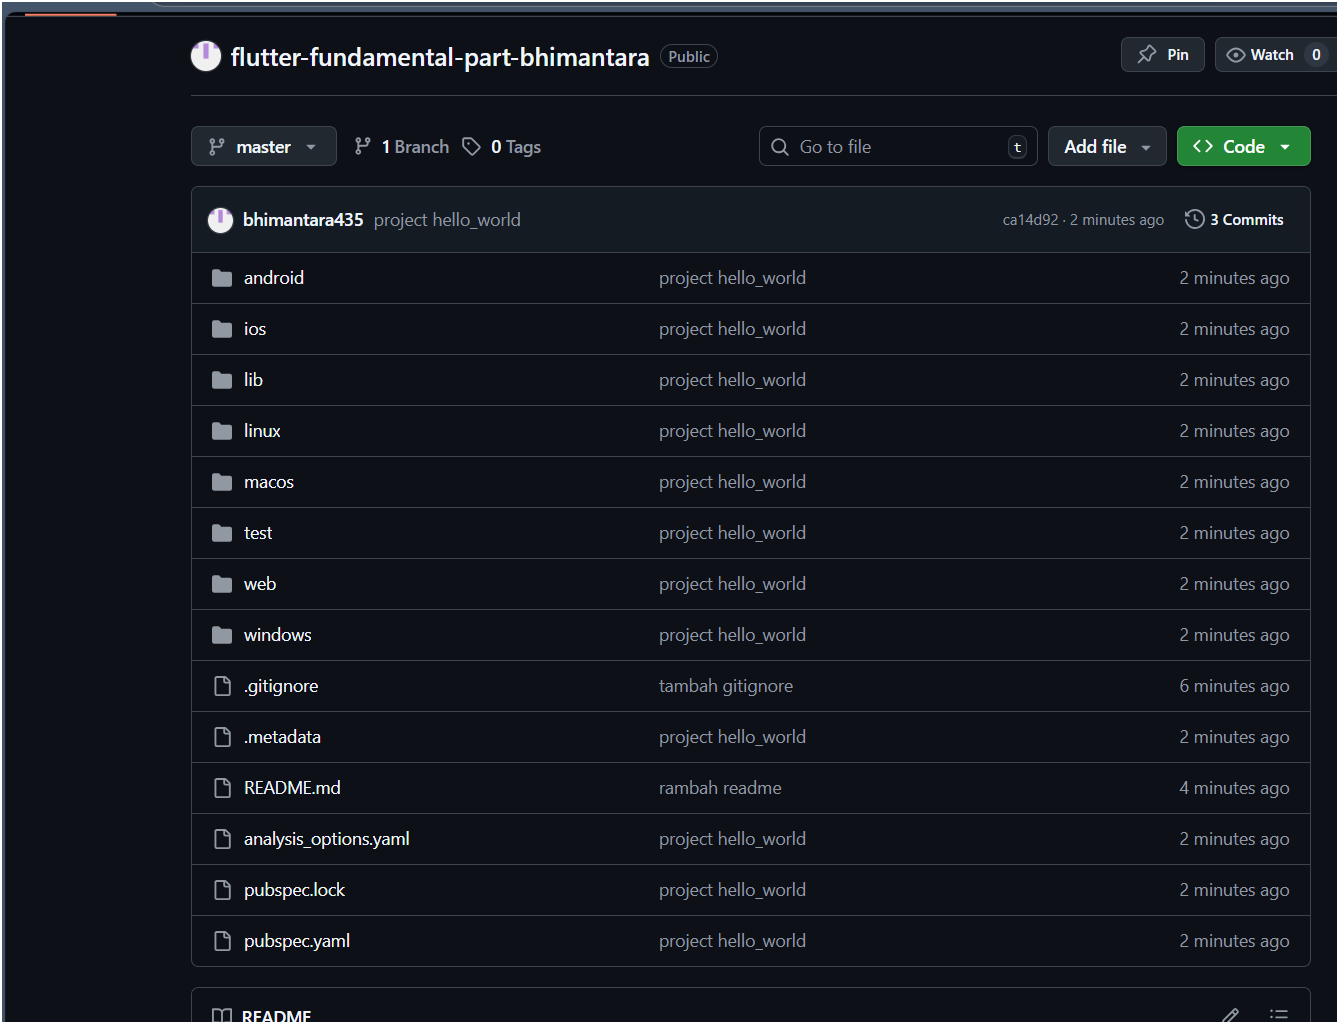 flutter-fundamental-part-bhimantara Public Pin Watch 0
master 1 Branch 0 Tags Go to file t Add file Code
bhimantara435 project hello_world ca14d92 · 2 minutes ago 3 Commits
android project hello_world 2 minutes ago
ios project hello_world 2 minutes ago
lib project hello_world 2 minutes ago
linux project hello_world 2 minutes ago
macos project hello_world 2 minutes ago
test project hello_world 2 minutes ago
web project hello_world 2 minutes ago
windows project hello_world 2 minutes ago
.gitignore tambah gitignore 6 minutes ago
.metadata project hello_world 2 minutes ago
README.md rambah readme 4 minutes ago
analysis_options.yaml project hello_world 2 minutes ago
pubspec.lock project hello_world 2 minutes ago
pubspec.yaml project hello_world 2 minutes ago
README